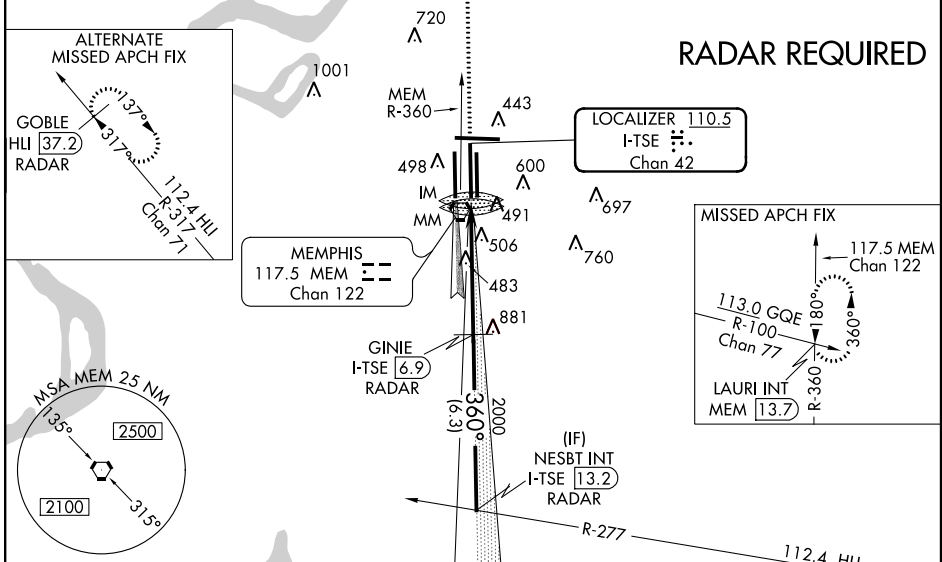 RADAR REQUIRED
ALTERNATE
MISSED APCH FIX
137°
317°
GOBLE
HLI 37.2
RADAR
112.4 HLI
R-317
Chan 71
720
1001
MEM
R-360
443
LOCALIZER 110.5
I-TSE
Chan 42
498
600
697
IM
MM
491
506
760
483
881
MEMPHIS
117.5 MEM
Chan 122
MISSED APCH FIX
117.5 MEM
Chan 122
113.0 GQE
R-100
Chan 77
180°
360°
R-360
LAURI INT
MEM 13.7
GINIE
I-TSE 6.9
RADAR
360°
(6.3)
2000
MSA MEM 25 NM
135°
2500
2100
315°
(IF)
NESBT INT
I-TSE 13.2
RADAR
R-277
112.4